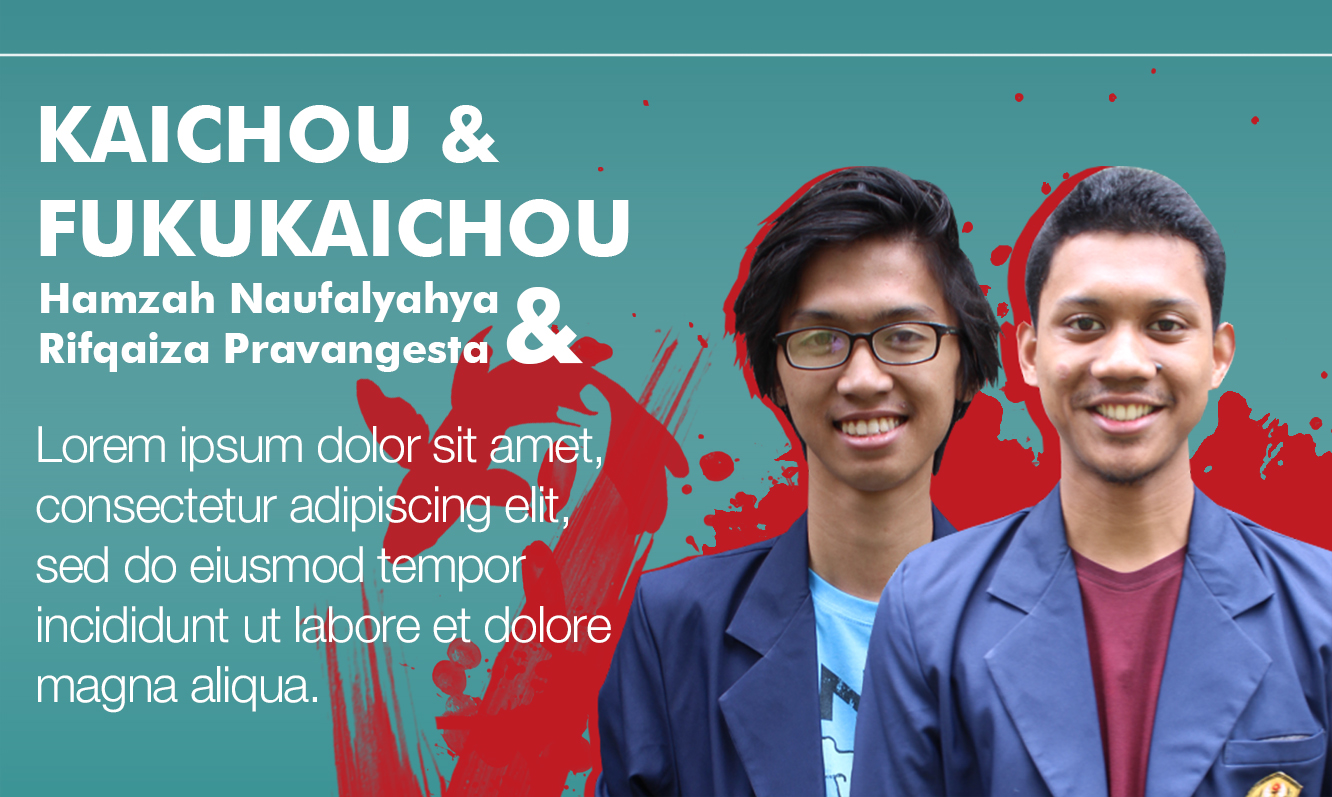 KAICHOU &
FUKUKAICHOU
Hamzah Naufalyahya &
Rifqaiza Pravangesta
Lorem ipsum dolor sit amet,
consectetur adipiscing elit,
sed do eiusmod tempor
incididunt ut labore et dolore
magna aliqua.